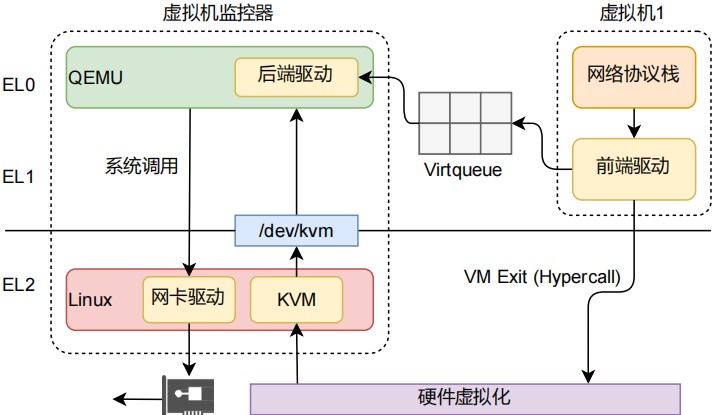 虚拟机监控器
虚拟机1
EL0
QEMU
后端驱动
网络协议栈
Virtqueue
EL1
系统调用
前端驱动
/dev/kvm
EL2
Linux
网卡驱动
KVM
VM Exit (Hypercall)
硬件虚拟化